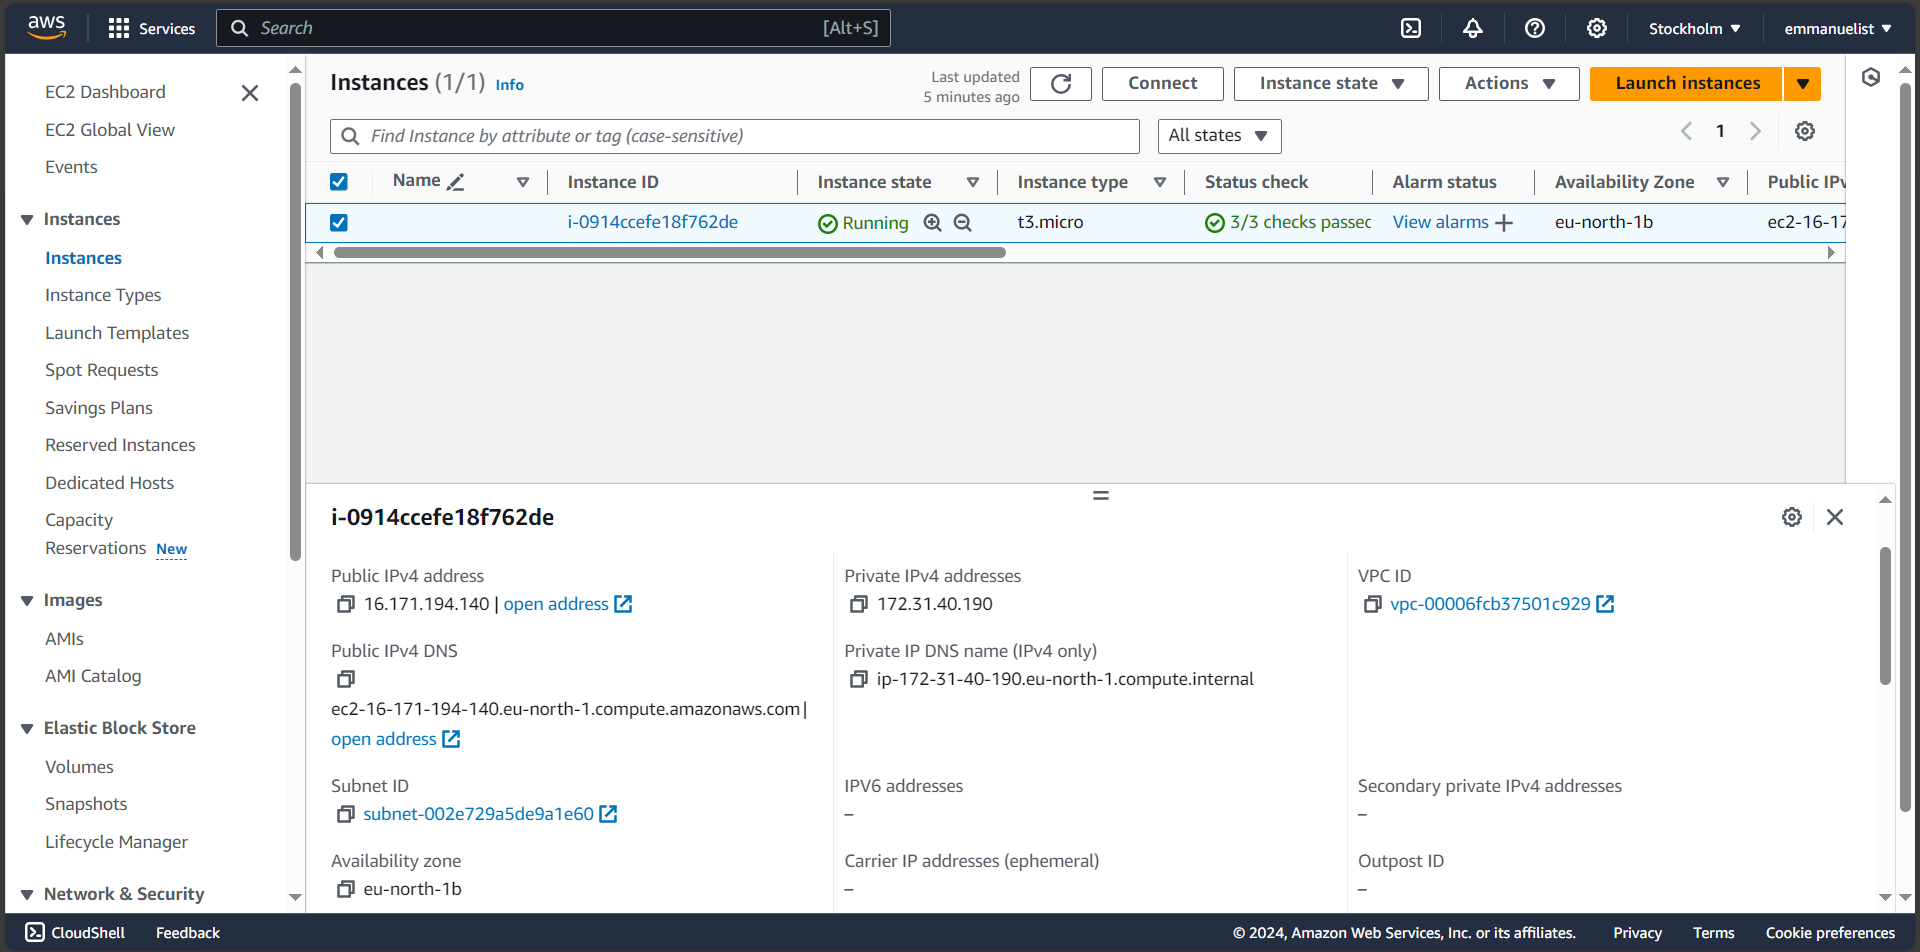 aws Services Search [Alt+S] Stockholm emmanuelist
EC2 Dashboard
EC2 Global View
Events
Instances
Instances
Instance Types
Launch Templates
Spot Requests
Savings Plans
Reserved Instances
Dedicated Hosts
Capacity
Reservations New
Images
AMIs
AMI Catalog
Elastic Block Store
Volumes
Snapshots
Lifecycle Manager
Network & Security
Instances (1/1) Info
Last updated
5 minutes ago
Connect Instance state Actions Launch instances
Find Instance by attribute or tag (case-sensitive) All states 1
Name Instance ID Instance state Instance type Status check Alarm status Availability Zone Public IPv
i-0914ccefe18f762de Running t3.micro 3/3 checks passec View alarms eu-north-1b ec2-16-17
i-0914ccefe18f762de
Public IPv4 address
16.171.194.140 | open address
Private IPv4 addresses
172.31.40.190
VPC ID
vpc-00006fcb37501c929
Public IPv4 DNS
ec2-16-171-194-140.eu-north-1.compute.amazonaws.com |
open address
Private IP DNS name (IPv4 only)
ip-172-31-40-190.eu-north-1.compute.internal
Subnet ID
subnet-002e729a5de9a1e60
IPV6 addresses
–
Secondary private IPv4 addresses
–
Availability zone
eu-north-1b
Carrier IP addresses (ephemeral)
–
Outpost ID
–
CloudShell Feedback © 2024, Amazon Web Services, Inc. or its affiliates. Privacy Terms Cookie preferences